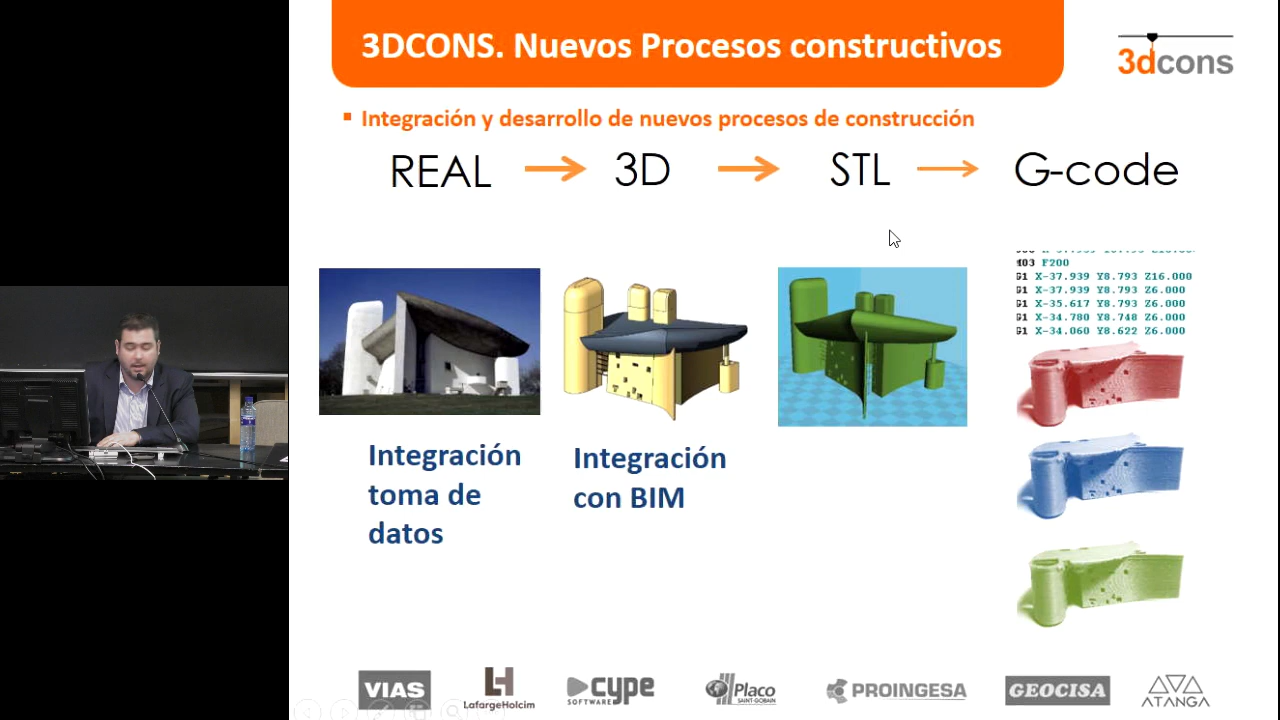 3DCONS. Nuevos Procesos constructivos
3dcons
▪ Integración y desarrollo de nuevos procesos de construcción
REAL → 3D → STL → G-code
M03 F200
G1 X-37.939 Y8.793 Z16.000
G1 X-37.939 Y8.793 Z6.000
G1 X-35.617 Y8.793 Z6.000
G1 X-34.780 Y8.748 Z6.000
G1 X-34.060 Y8.622 Z6.000
Integración
toma de
datos
Integración
con BIM
VIAS
LafargeHolcim
cype
SOFTWARE
Placo
SAINT-GOBAIN
PROINGESA
GEOCISA
ATANGA